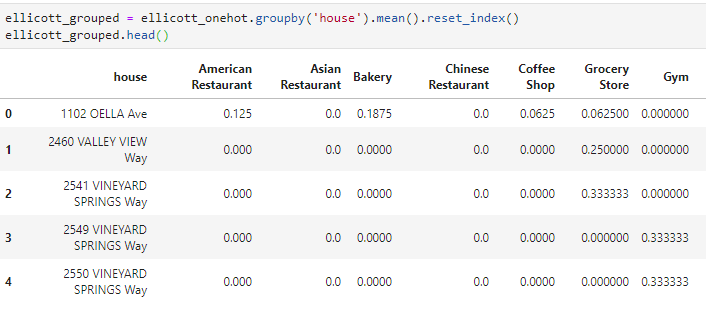 ellicott_grouped = ellicott_onehot.groupby('house').mean().reset_index()
ellicott_grouped.head()
house American Restaurant Asian Restaurant Bakery Chinese Restaurant Coffee Shop Grocery Store Gym
0 1102 OELLA Ave 0.125 0.0 0.1875 0.0 0.0625 0.062500 0.000000
1 2460 VALLEY VIEW Way 0.000 0.0 0.0000 0.0 0.0000 0.250000 0.000000
2 2541 VINEYARD SPRINGS Way 0.000 0.0 0.0000 0.0 0.0000 0.333333 0.000000
3 2549 VINEYARD SPRINGS Way 0.000 0.0 0.0000 0.0 0.0000 0.000000 0.333333
4 2550 VINEYARD SPRINGS Way 0.000 0.0 0.0000 0.0 0.0000 0.000000 0.333333